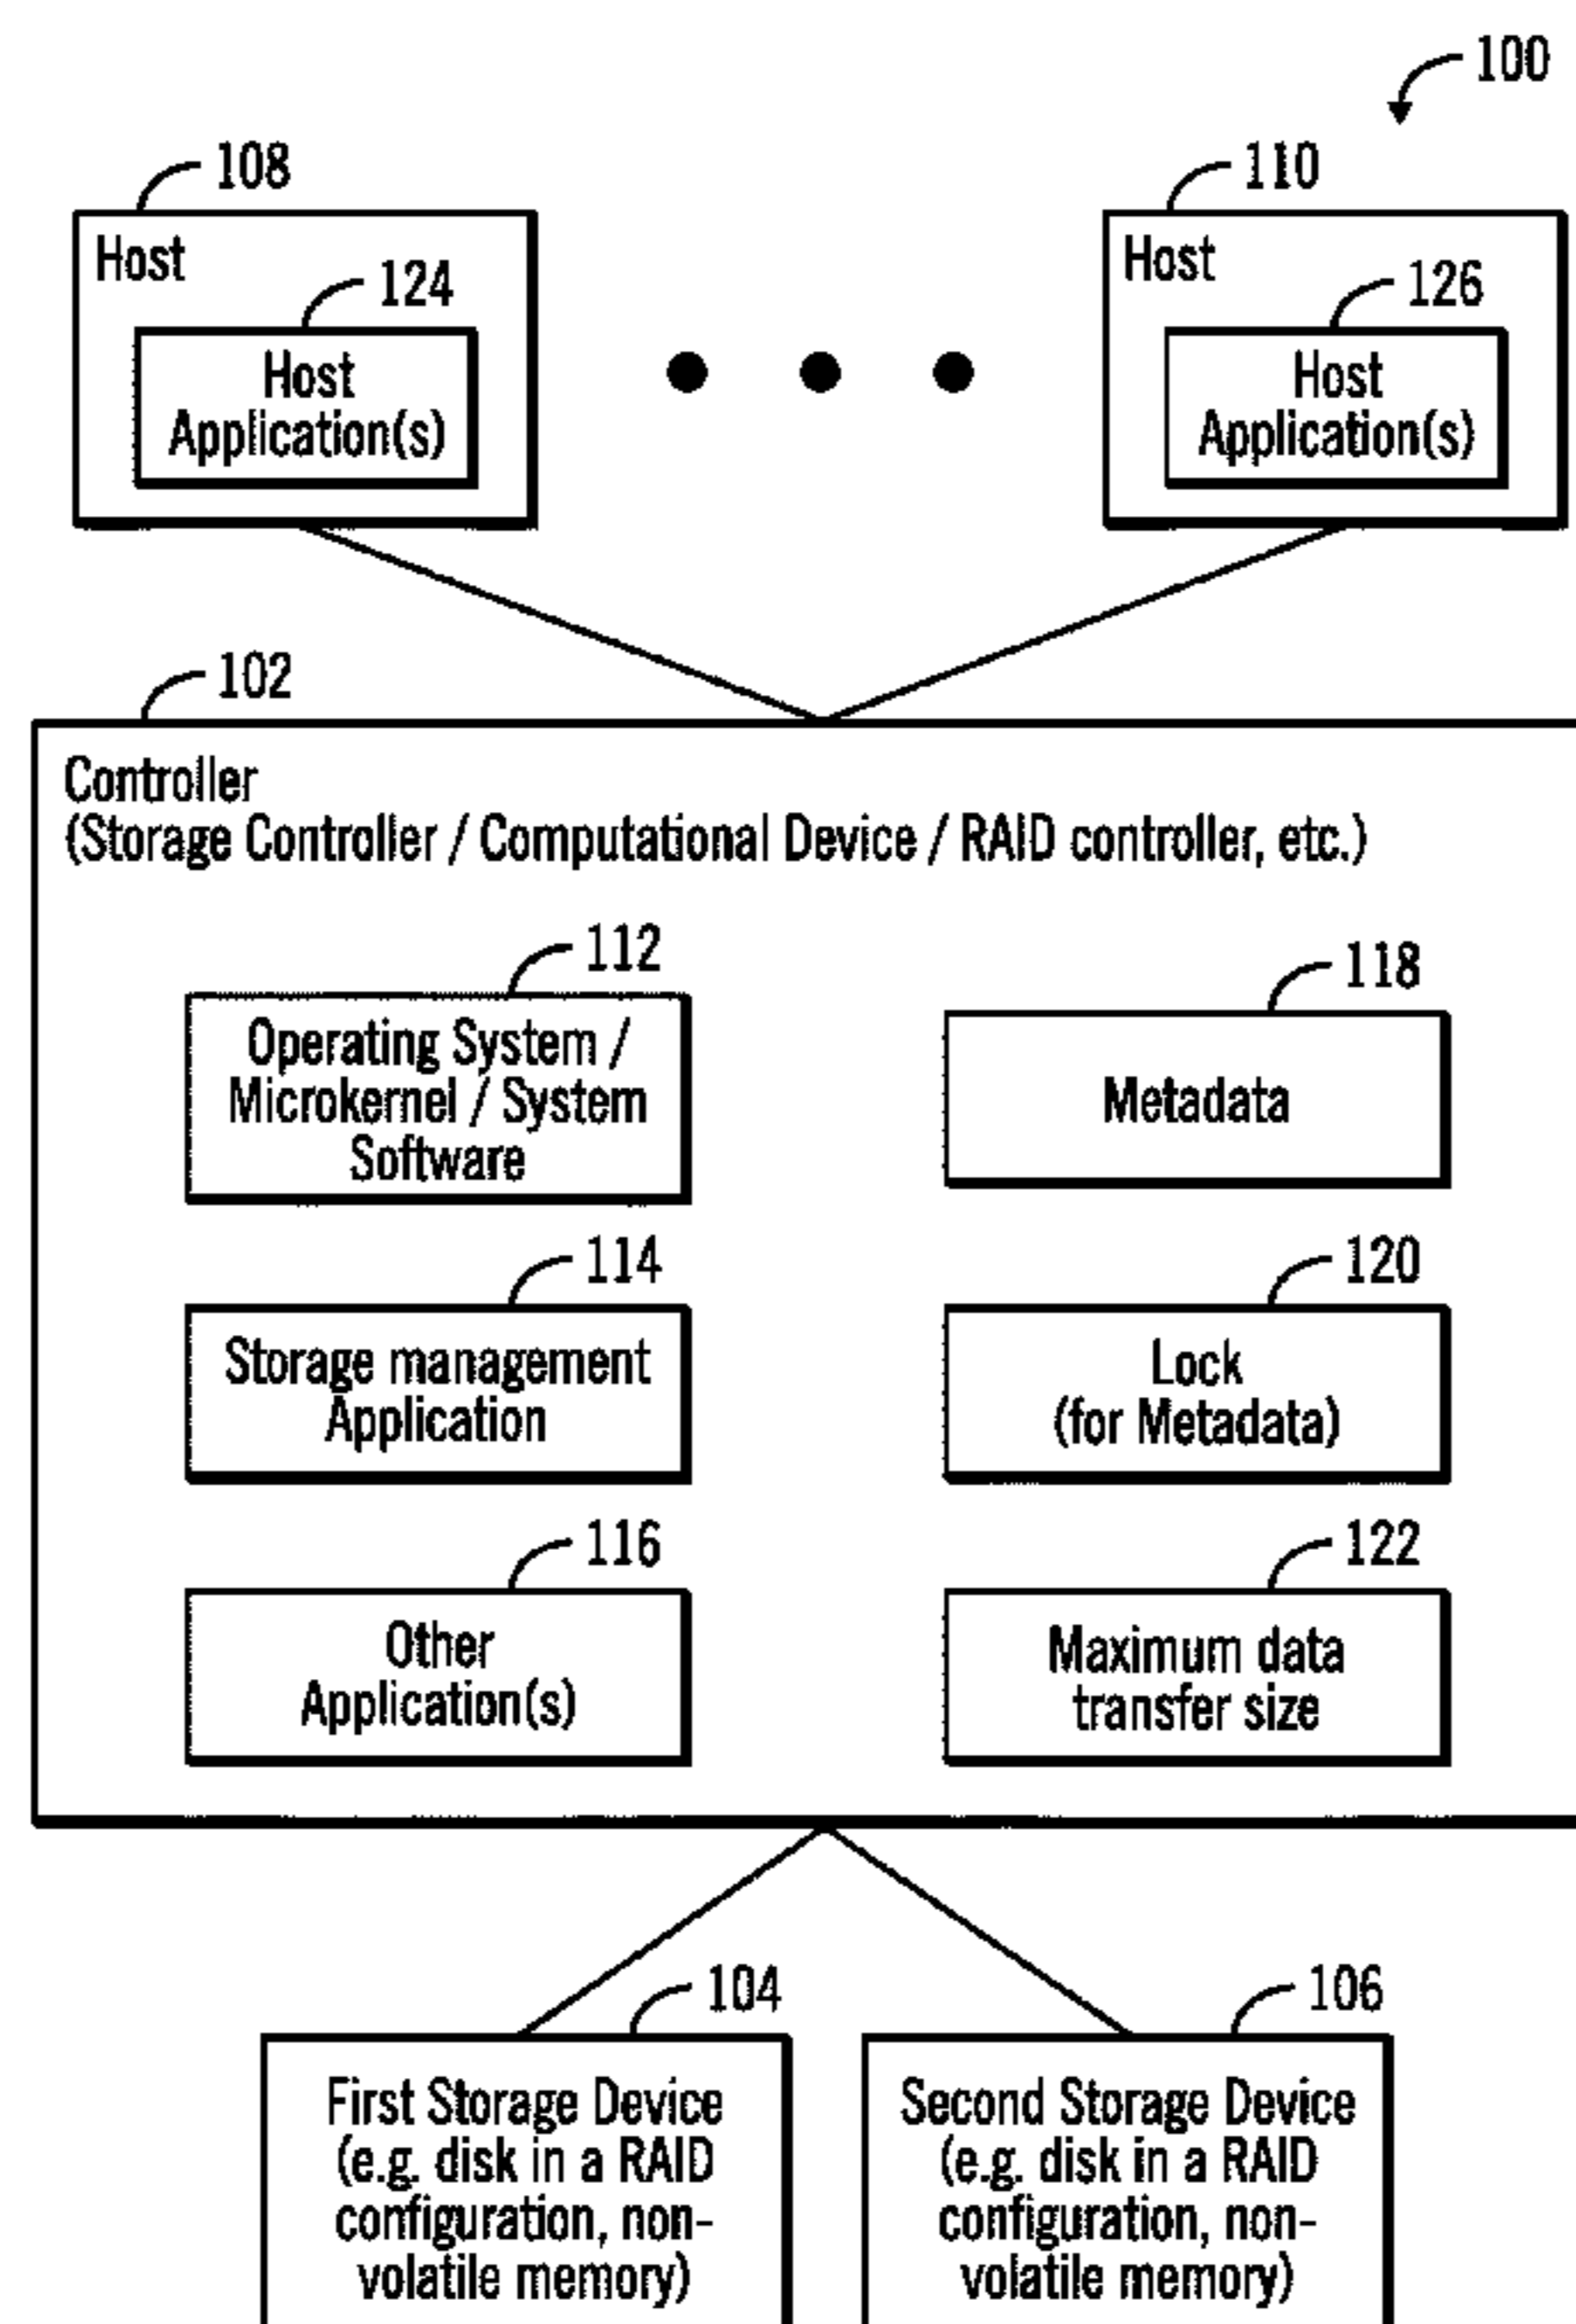 100
108
110
Host
Host
124
126
Host
Application(s)
Host
Application(s)
102
Controller
(Storage Controller / Computational Device / RAID controller, etc.)
112
118
Operating System /
Microkernel / System
Software
Metadata
114
120
Storage management
Application
Lock
(for Metadata)
116
122
Other
Application(s)
Maximum data
transfer size
104
106
First Storage Device
(e.g. disk in a RAID
configuration, non-
volatile memory)
Second Storage Device
(e.g. disk in a RAID
configuration, non-
volatile memory)